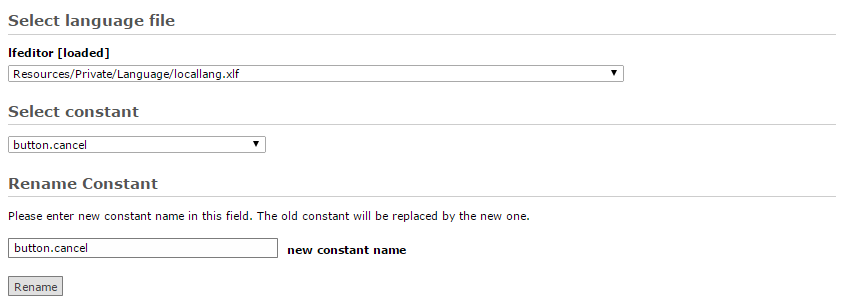 Select language file
lfeditor [loaded]
Resources/Private/Language/locallang.xlf
Select constant
button.cancel
Rename Constant
Please enter new constant name in this field. The old constant will be replaced by the new one.
button.cancel new constant name
Rename